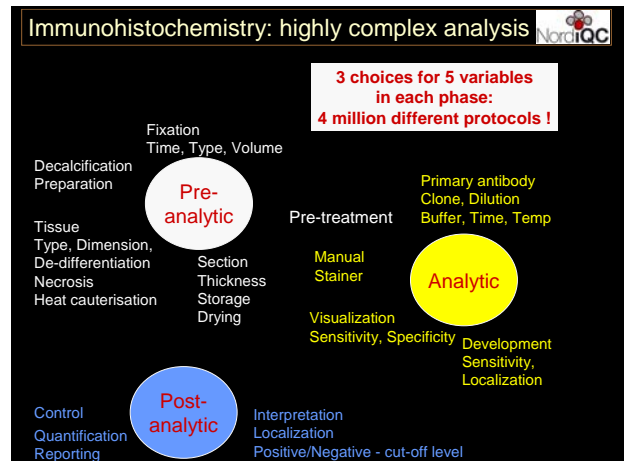 Immunohistochemistry: highly complex analysis
NordiQC
3 choices for 5 variables
in each phase:
4 million different protocols !
Fixation
Time, Type, Volume
Decalcification
Preparation
Pre-
analytic
Tissue
Type, Dimension,
De-differentiation
Necrosis
Heat cauterisation
Section
Thickness
Storage
Drying
Pre-treatment
Primary antibody
Clone, Dilution
Buffer, Time, Temp
Manual
Stainer
Analytic
Visualization
Sensitivity, Specificity
Development
Sensitivity,
Localization
Post-
analytic
Control
Quantification
Reporting
Interpretation
Localization
Positive/Negative - cut-off level